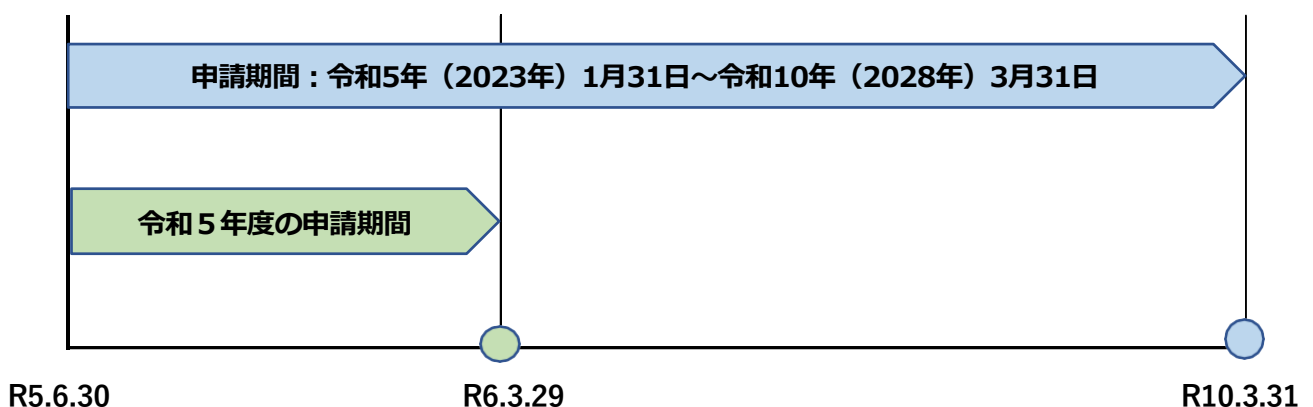 申請期間：令和5年（2023年）1月31日～令和10年（2028年）3月31日
令和５年度の申請期間
R5.6.30
R6.3.29
R10.3.31